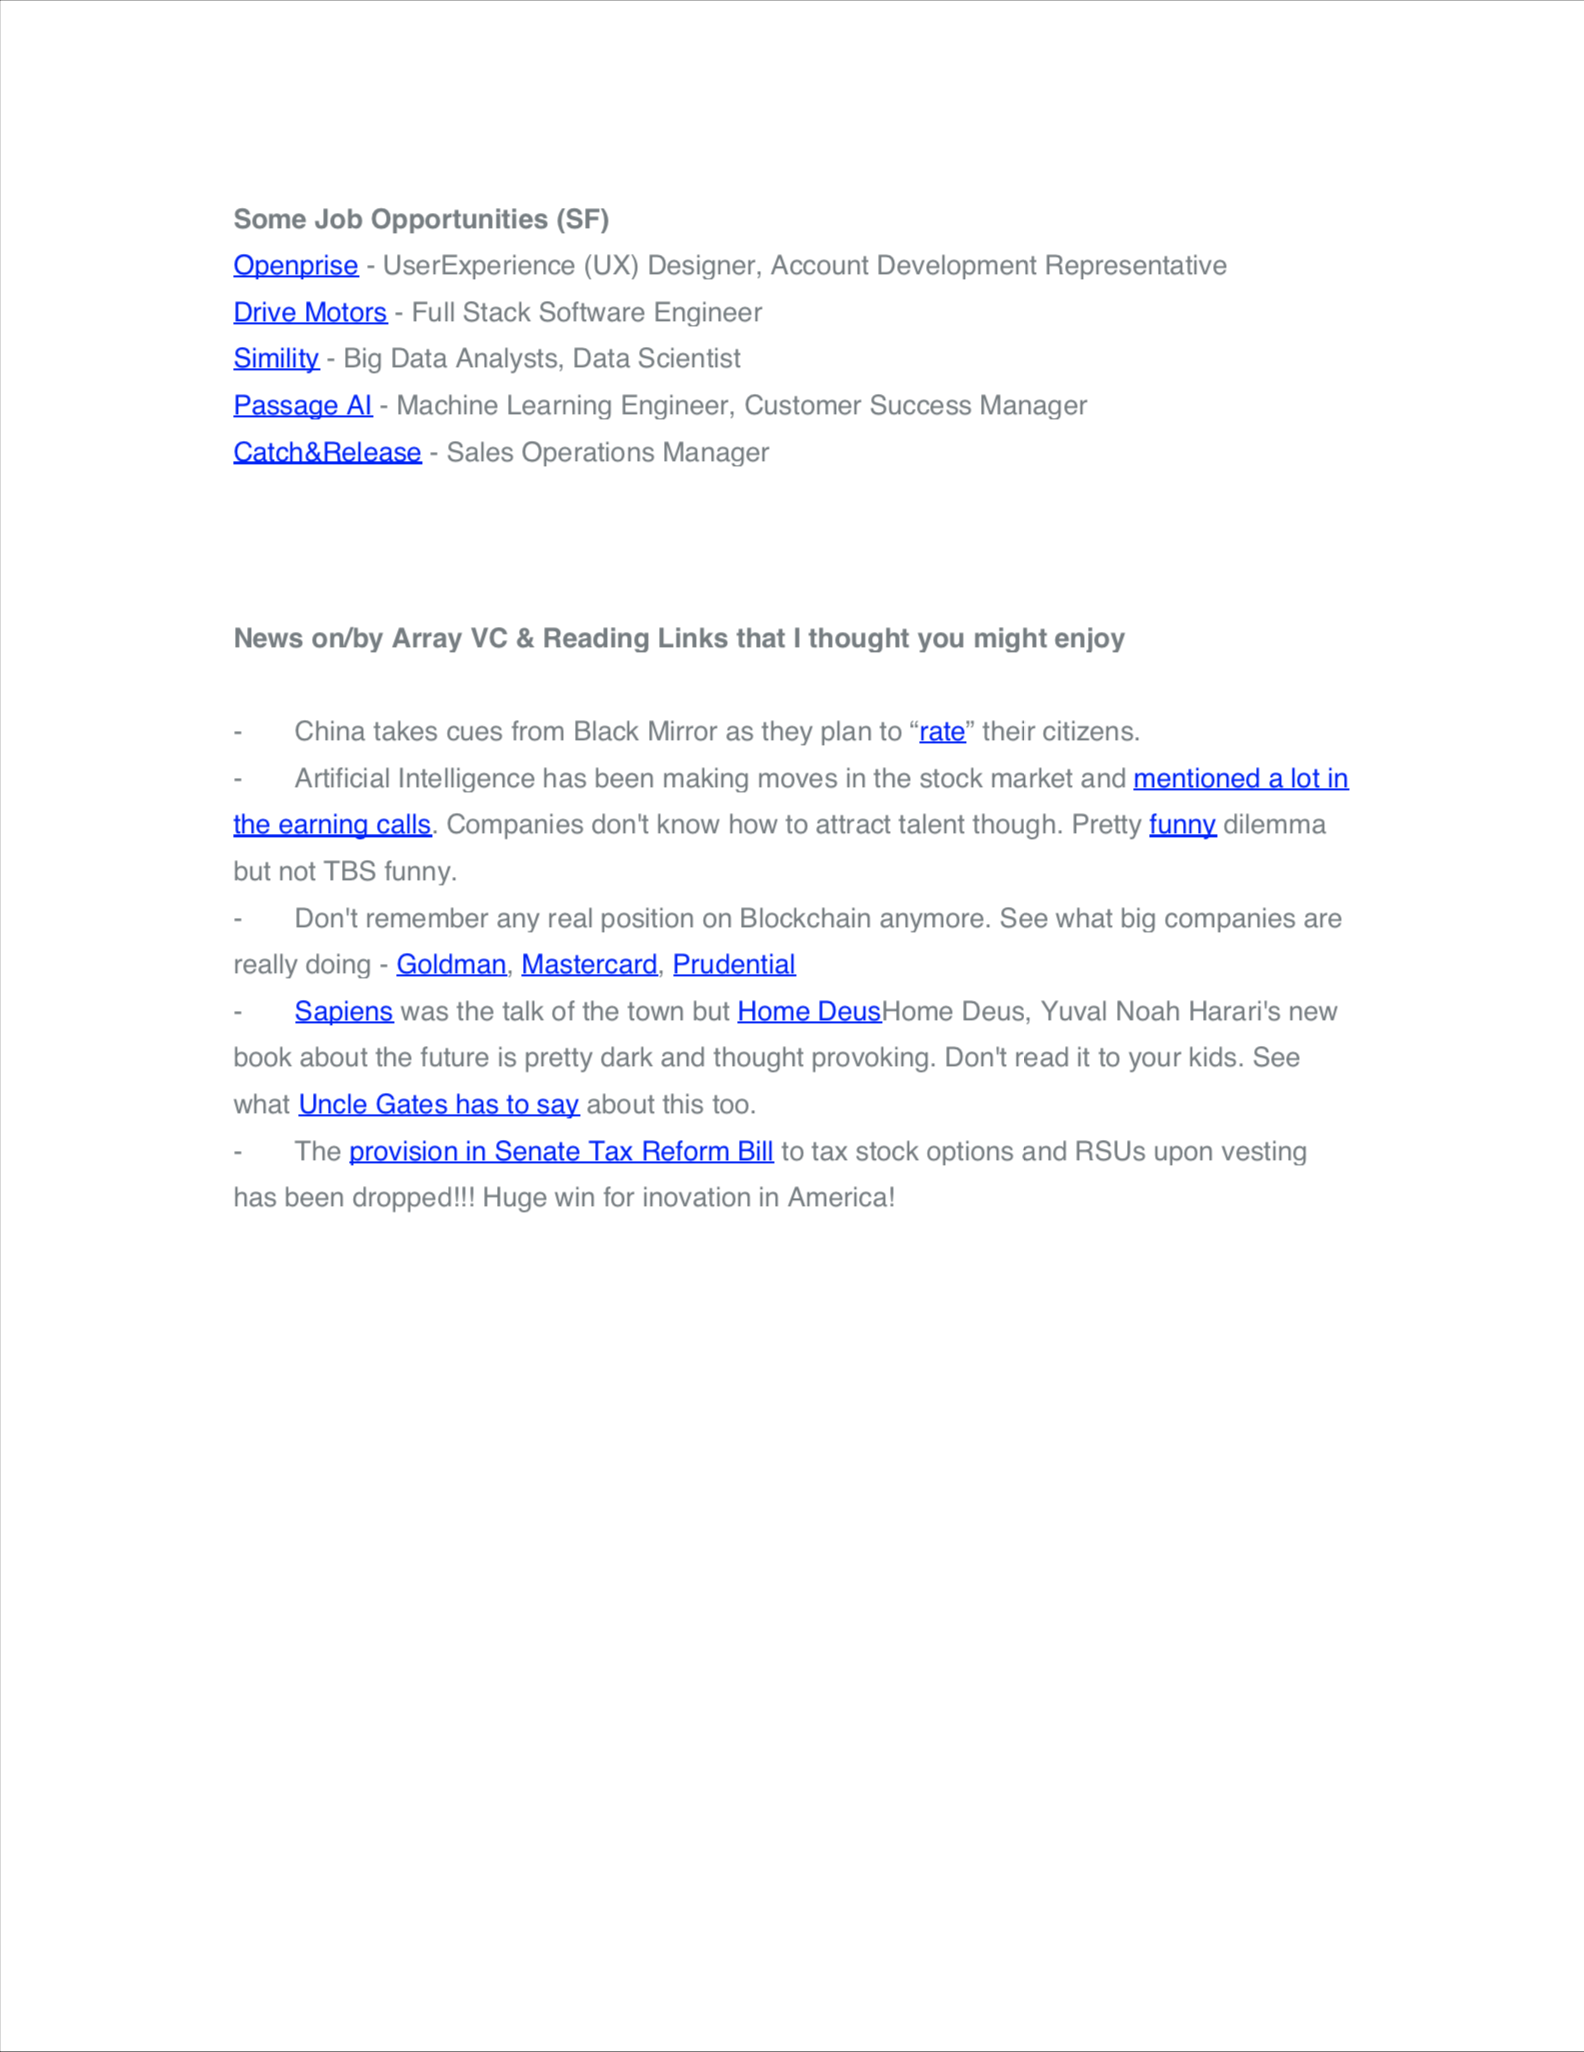 Some Job Opportunities (SF)
Openprise - UserExperience (UX) Designer, Account Development Representative
Drive Motors - Full Stack Software Engineer
Simility - Big Data Analysts, Data Scientist
Passage AI - Machine Learning Engineer, Customer Success Manager
Catch&Release - Sales Operations Manager
News on/by Array VC & Reading Links that I thought you might enjoy
- China takes cues from Black Mirror as they plan to “rate” their citizens.
- Artificial Intelligence has been making moves in the stock market and mentioned a lot in
the earning calls. Companies don't know how to attract talent though. Pretty funny dilemma
but not TBS funny.
- Don't remember any real position on Blockchain anymore. See what big companies are
really doing - Goldman, Mastercard, Prudential
- Sapiens was the talk of the town but Home DeusHome Deus, Yuval Noah Harari's new
book about the future is pretty dark and thought provoking. Don't read it to your kids. See
what Uncle Gates has to say about this too.
- The provision in Senate Tax Reform Bill to tax stock options and RSUs upon vesting
has been dropped!!! Huge win for inovation in America!